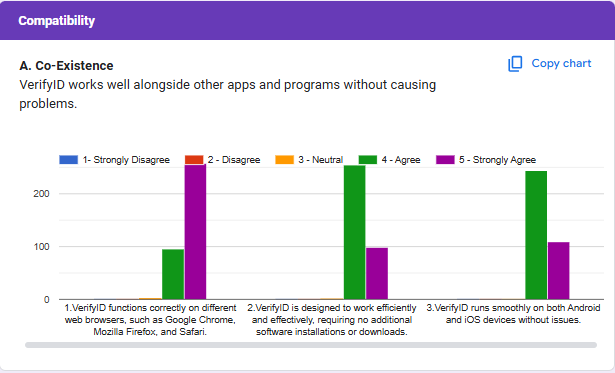 Compatibility
A. Co-Existence
Copy chart
VerifyID works well alongside other apps and programs without causing
problems.
1- Strongly Disagree 2 - Disagree 3 - Neutral 4 - Agree 5 - Strongly Agree
200
100
0
1.VerifyID functions correctly on different
web browsers, such as Google Chrome,
Mozilla Firefox, and Safari.
2.VerifyID is designed to work efficiently
and effectively, requiring no additional
software installations or downloads.
3.VerifyID runs smoothly on both Android
and iOS devices without issues.